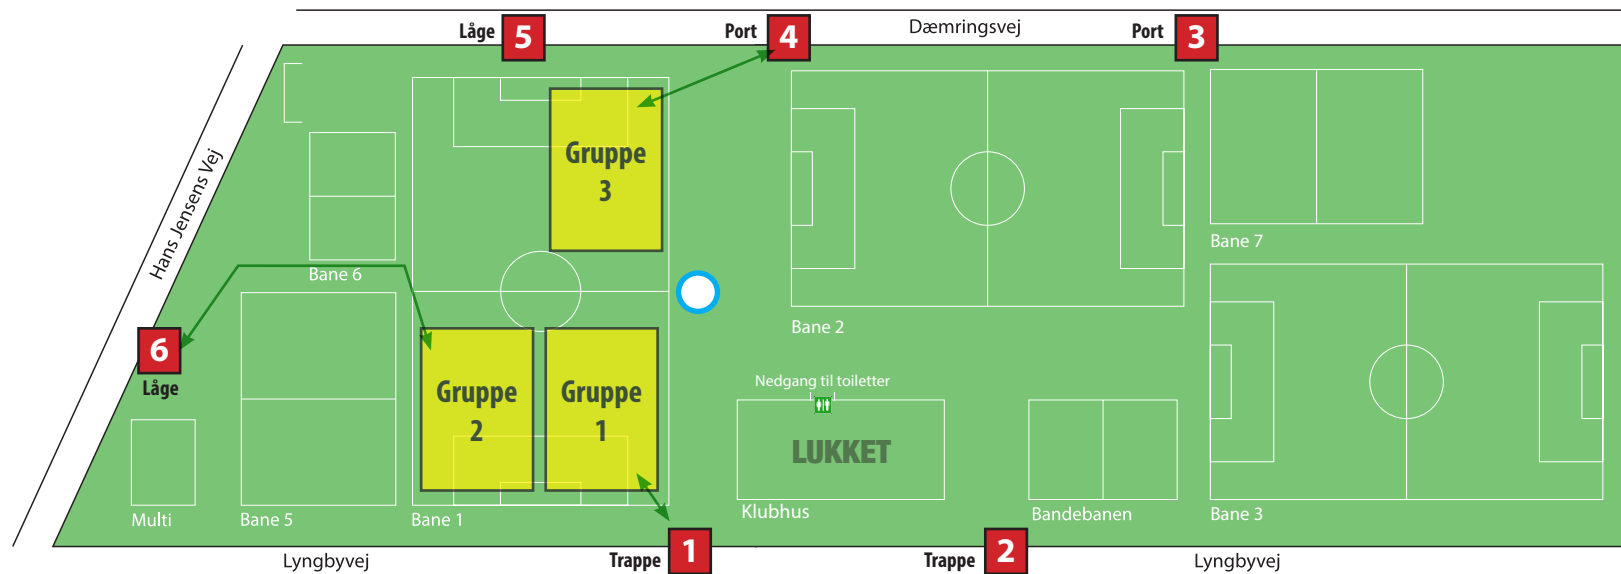 Dæmringsvej
Låge 5
Port 4
Port 3
Hans Jensens Vej
Gruppe
3
Bane 6
Bane 7
Bane 2
6
Låge
Gruppe
2
Gruppe
1
Nedgang til toiletter
LUKKET
Klubhus
Multi
Bane 5
Bane 1
Bandebanen
Bane 3
Lyngbyvej
Trappe 1
Trappe 2
Lyngbyvej